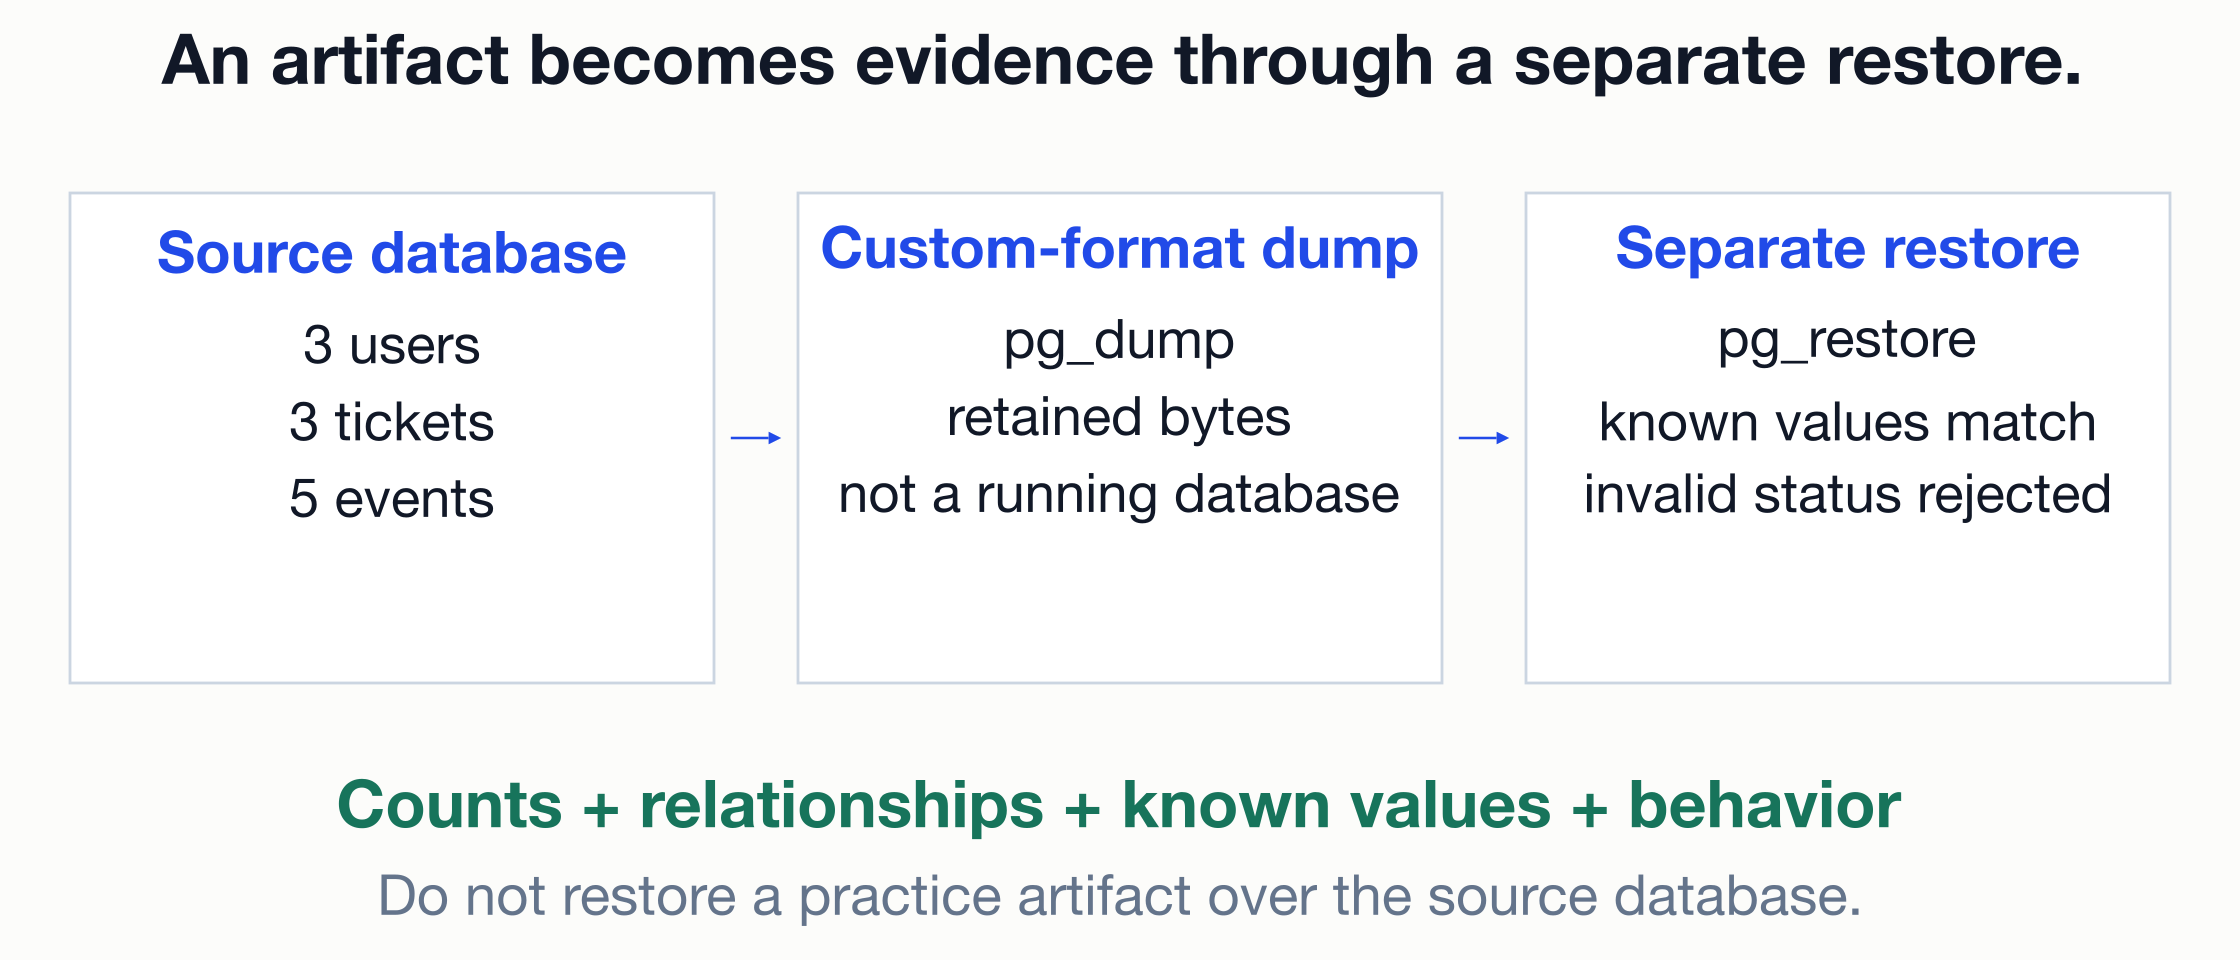 An artifact becomes evidence through a separate restore.
Source database
3 users
3 tickets
5 events
Custom-format dump
pg_dump
retained bytes
not a running database
Separate restore
pg_restore
known values match
invalid status rejected
Counts + relationships + known values + behavior
Do not restore a practice artifact over the source database.